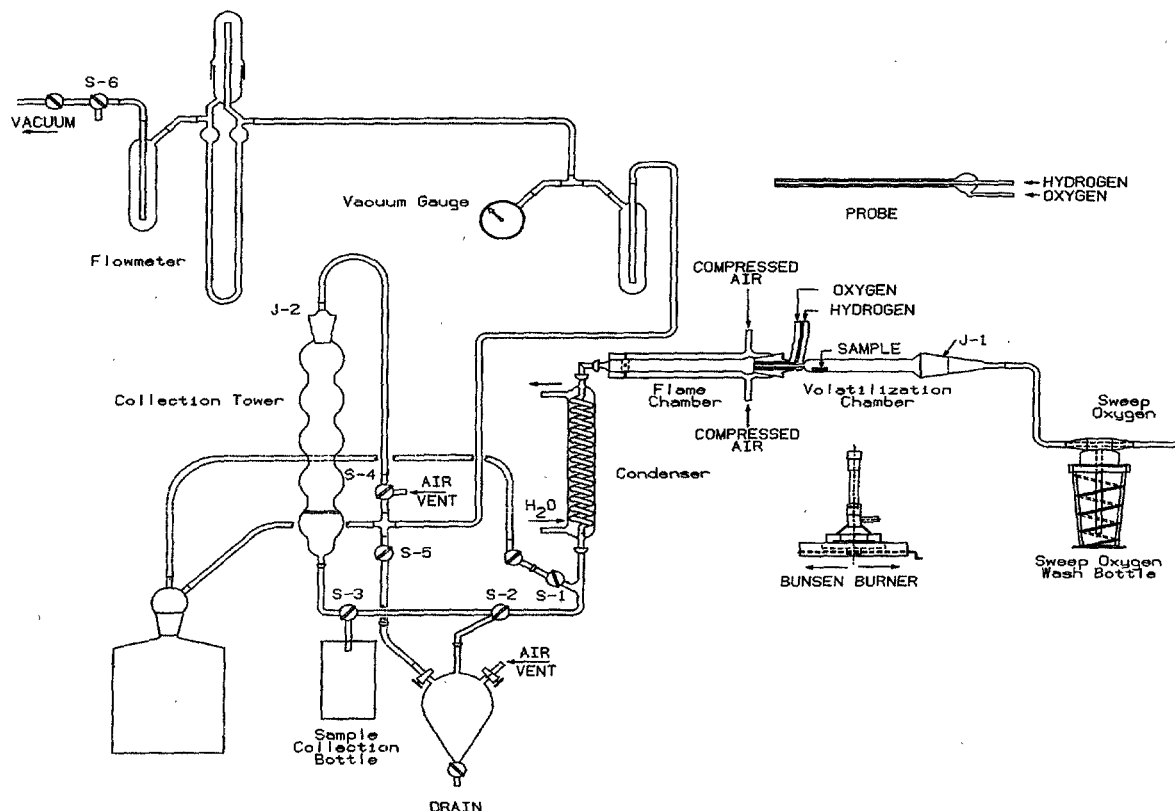 S-6
VACUUM
Flowmeter
Vacuum Gauge
HYDROGEN
OXYGEN
PROBE
COMPRESSED
AIR
OXYGEN
HYDROGEN
SAMPLE
J-1
J-2
Flame
Chamber
Volatilization
Chamber
COMPRESSED
AIR
Sweep
Oxygen
Collection Tower
S-4
AIR
VENT
Condenser
H2O
S-5
S-1
BUNSEN BURNER
Sweep Oxygen
Wash Bottle
S-3
S-2
AIR
VENT
Sample
Collection
Bottle
DRAIN